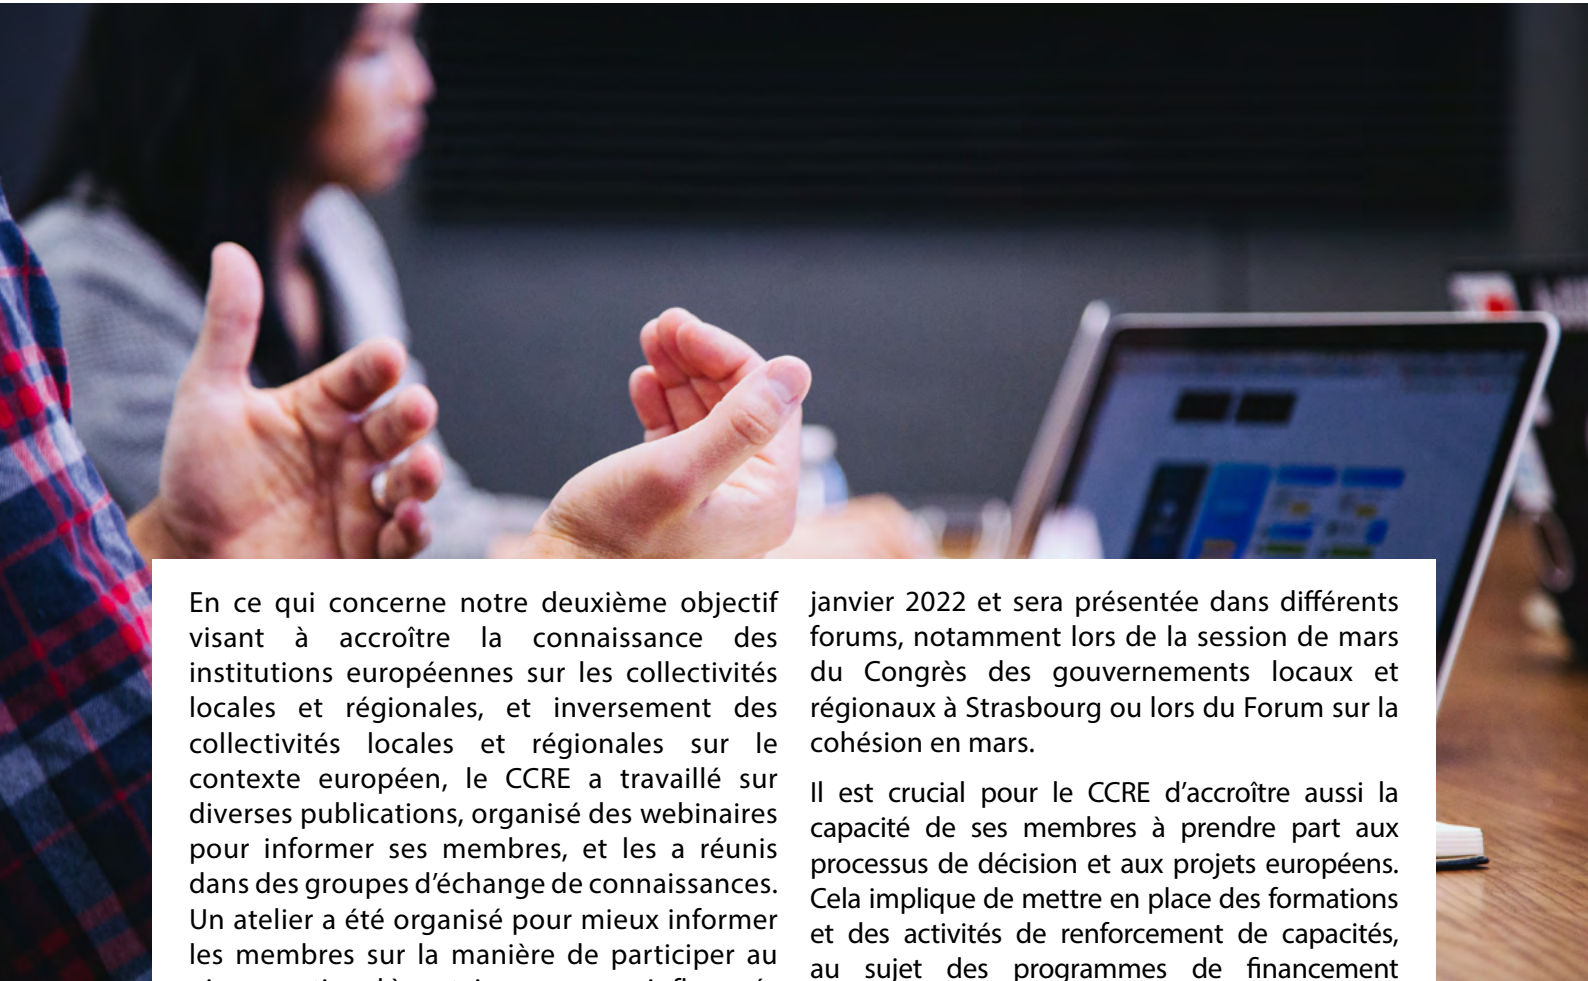 En ce qui concerne notre deuxième objectif
visant à accroître la connaissance des
institutions européennes sur les collectivités
locales et régionales, et inversement des
collectivités locales et régionales sur le
contexte européen, le CCRE a travaillé sur
diverses publications, organisé des webinaires
pour informer ses membres, et les a réunis
dans des groupes d’échange de connaissances.
Un atelier a été organisé pour mieux informer
les membres sur la manière de participer au
janvier 2022 et sera présentée dans différents
forums, notamment lors de la session de mars
du Congrès des gouvernements locaux et
régionaux à Strasbourg ou lors du Forum sur la
cohésion en mars.
Il est crucial pour le CCRE d’accroître aussi la
capacité de ses membres à prendre part aux
processus de décision et aux projets européens.
Cela implique de mettre en place des formations
et des activités de renforcement de capacités,
au sujet des programmes de financement